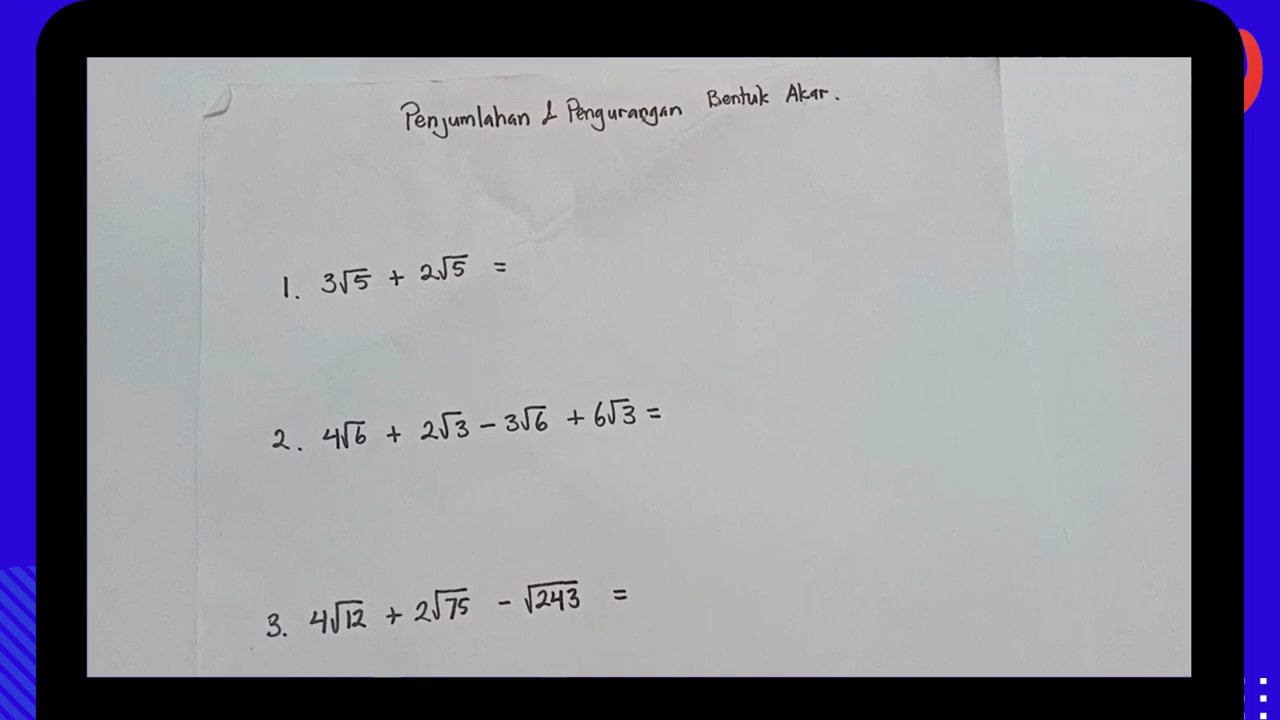 Penjumlahan & Pengurangan Bentuk Akar.
1. 3√5 + 2√5 =
2. 4√6 + 2√3 - 3√6 + 6√3 =
3. 4√12 + 2√75 - √243 =